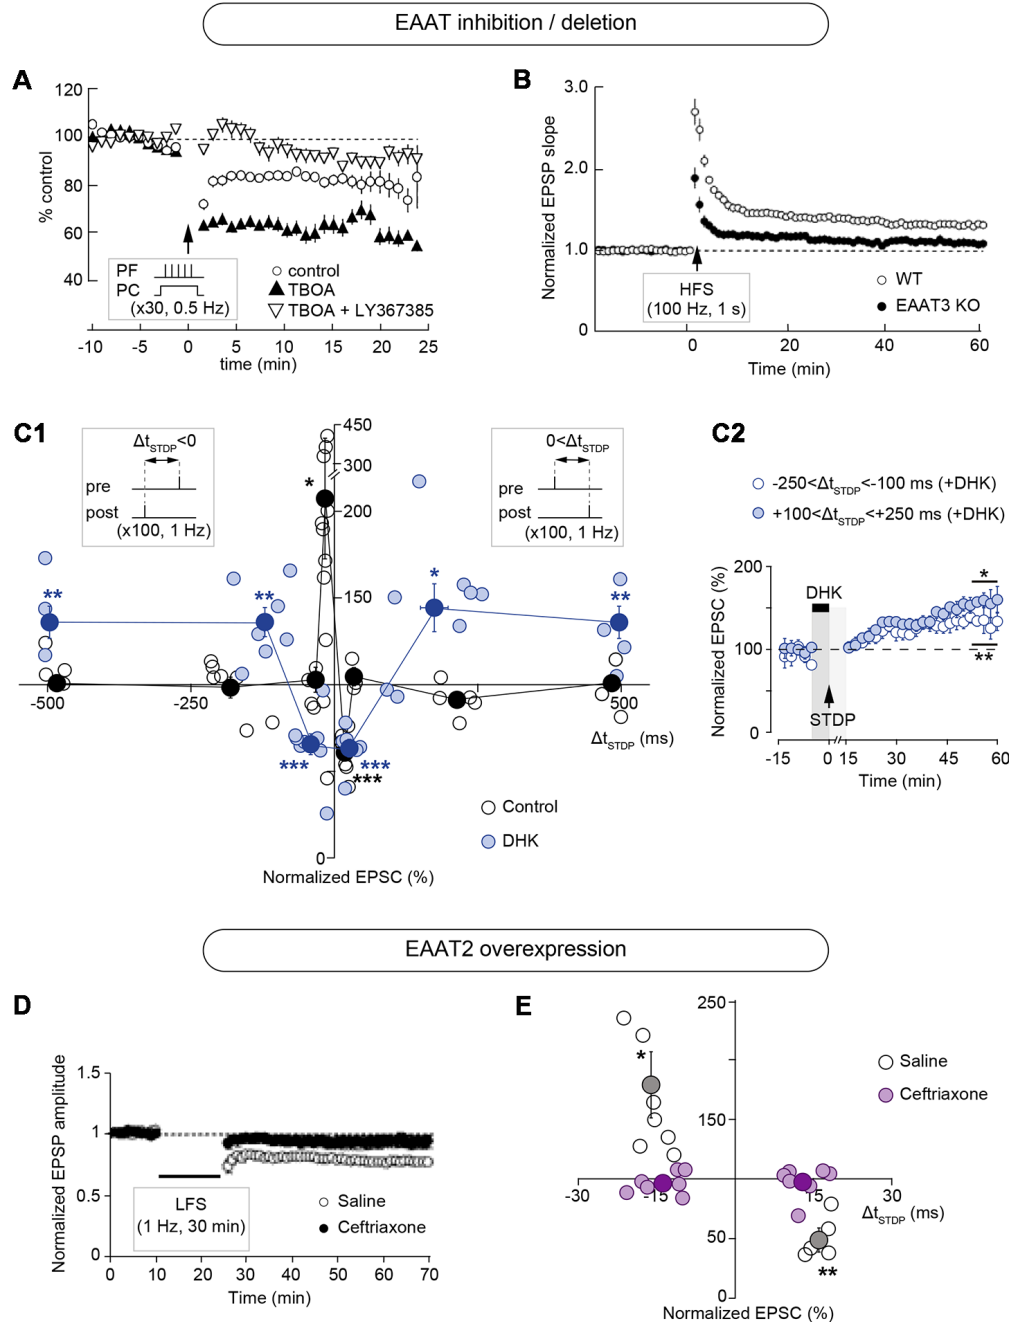 EAAT inhibition / deletion
A
120
100
80
60
40
% control
PF
PC
(x30, 0.5 Hz)
control
TBOA
TBOA + LY367385
-10 -5 0 5 10 15 20 25
time (min)
B
3.0
2.0
1.0
0
Normalized EPSP slope
HFS
(100 Hz, 1 s)
WT
EAAT3 KO
0 20 40 60
Time (min)
C1
ΔtSTDP<0
pre
post
(x100, 1 Hz)
450
300
200
150
0
*
0<ΔtSTDP
pre
post
(x100, 1 Hz)
** ** * **
-500 -250 500
ΔtSTDP (ms)
*** *** ***
Control
DHK
Normalized EPSC (%)
C2
-250<ΔtSTDP<-100 ms (+DHK)
+100<ΔtSTDP<+250 ms (+DHK)
200
100
0
Normalized EPSC (%)
DHK
STDP
*
**
-15 0 15 30 45 60
Time (min)
EAAT2 overexpression
D
1.5
1
0.5
0
Normalized EPSP amplitude
LFS
(1 Hz, 30 min)
Saline
Ceftriaxone
0 10 20 30 40 50 60 70
Time (min)
E
250
150
50
0
*
Saline
Ceftriaxone
-30 -15 15 30
ΔtSTDP (ms)
**
Normalized EPSC (%)